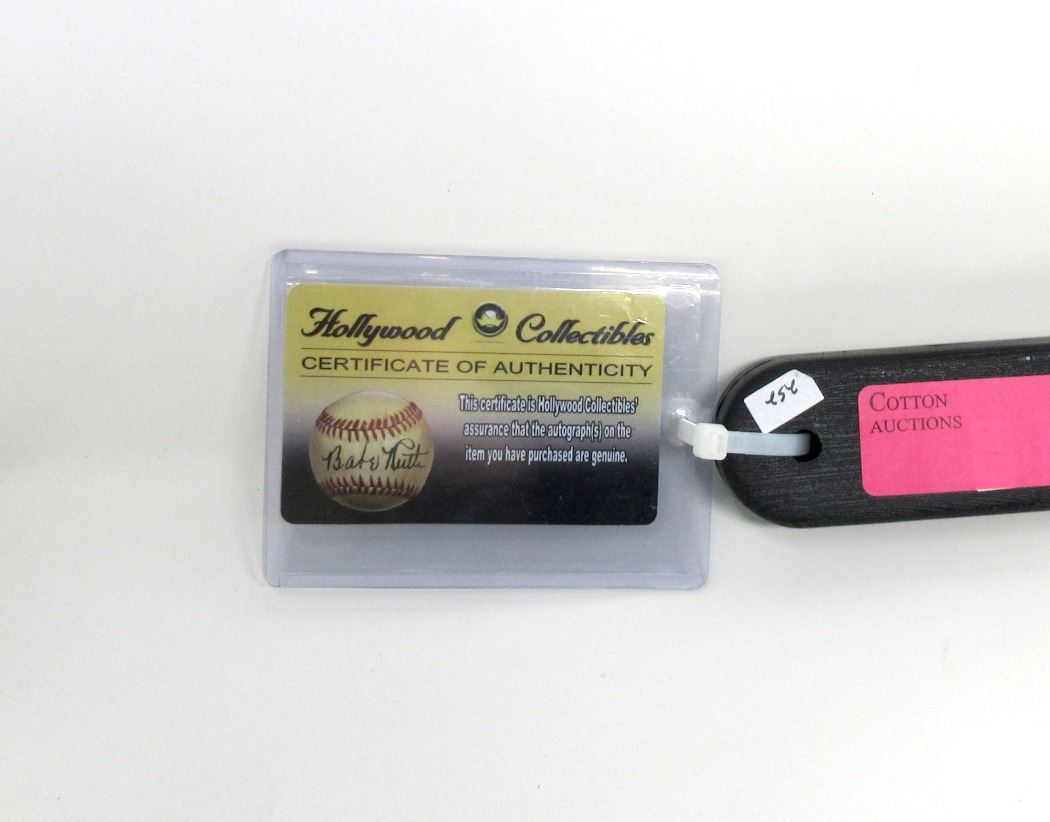 Hollywood Collectibles
CERTIFICATE OF AUTHENTICITY
This certificate is Hollywood Collectibles'
assurance that the autograph(s) on the
item you have purchased are genuine.
Babe Ruth
COTTON
AUCTIONS